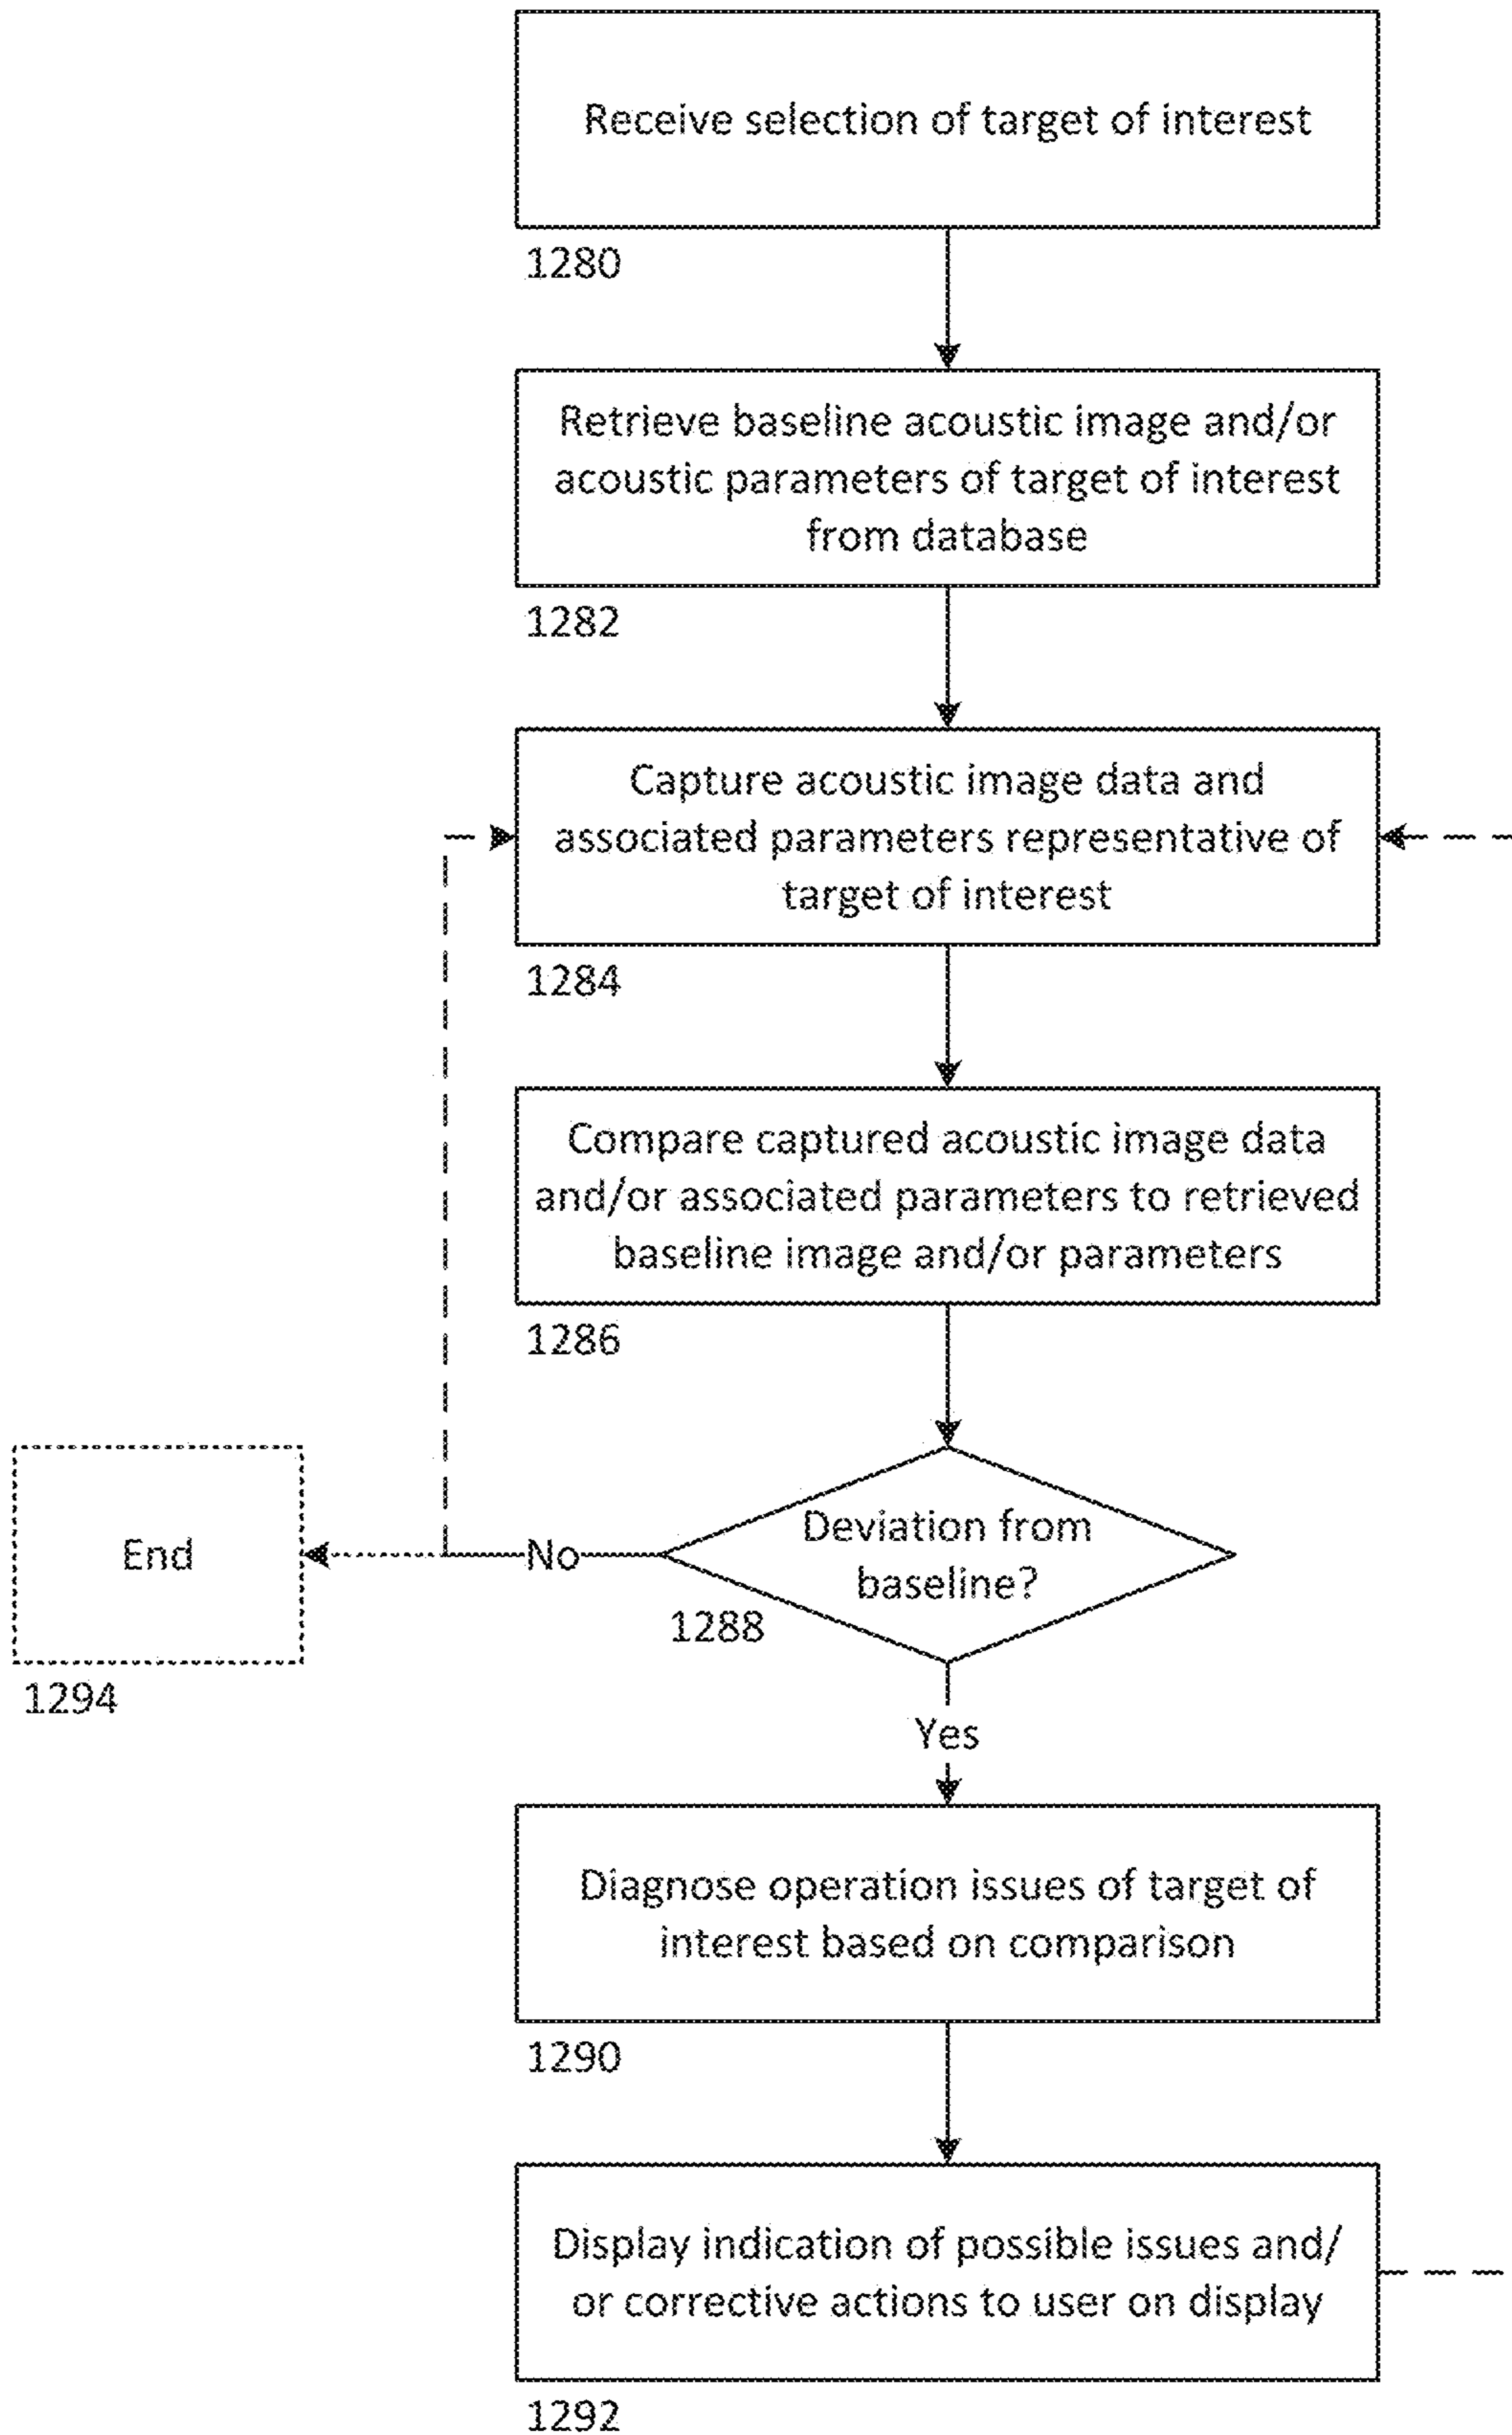 Receive selection of target of interest
1280
Retrieve baseline acoustic image and/or
acoustic parameters of target of interest
from database
1282
Capture acoustic image data and
associated parameters representative of
target of interest
1284
Compare captured acoustic image data
and/or associated parameters to retrieved
baseline image and/or parameters
1286
Deviation from
baseline?
1288
No
End
1294
Yes
Diagnose operation issues of target of
interest based on comparison
1290
Display indication of possible issues and/
or corrective actions to user on display
1292